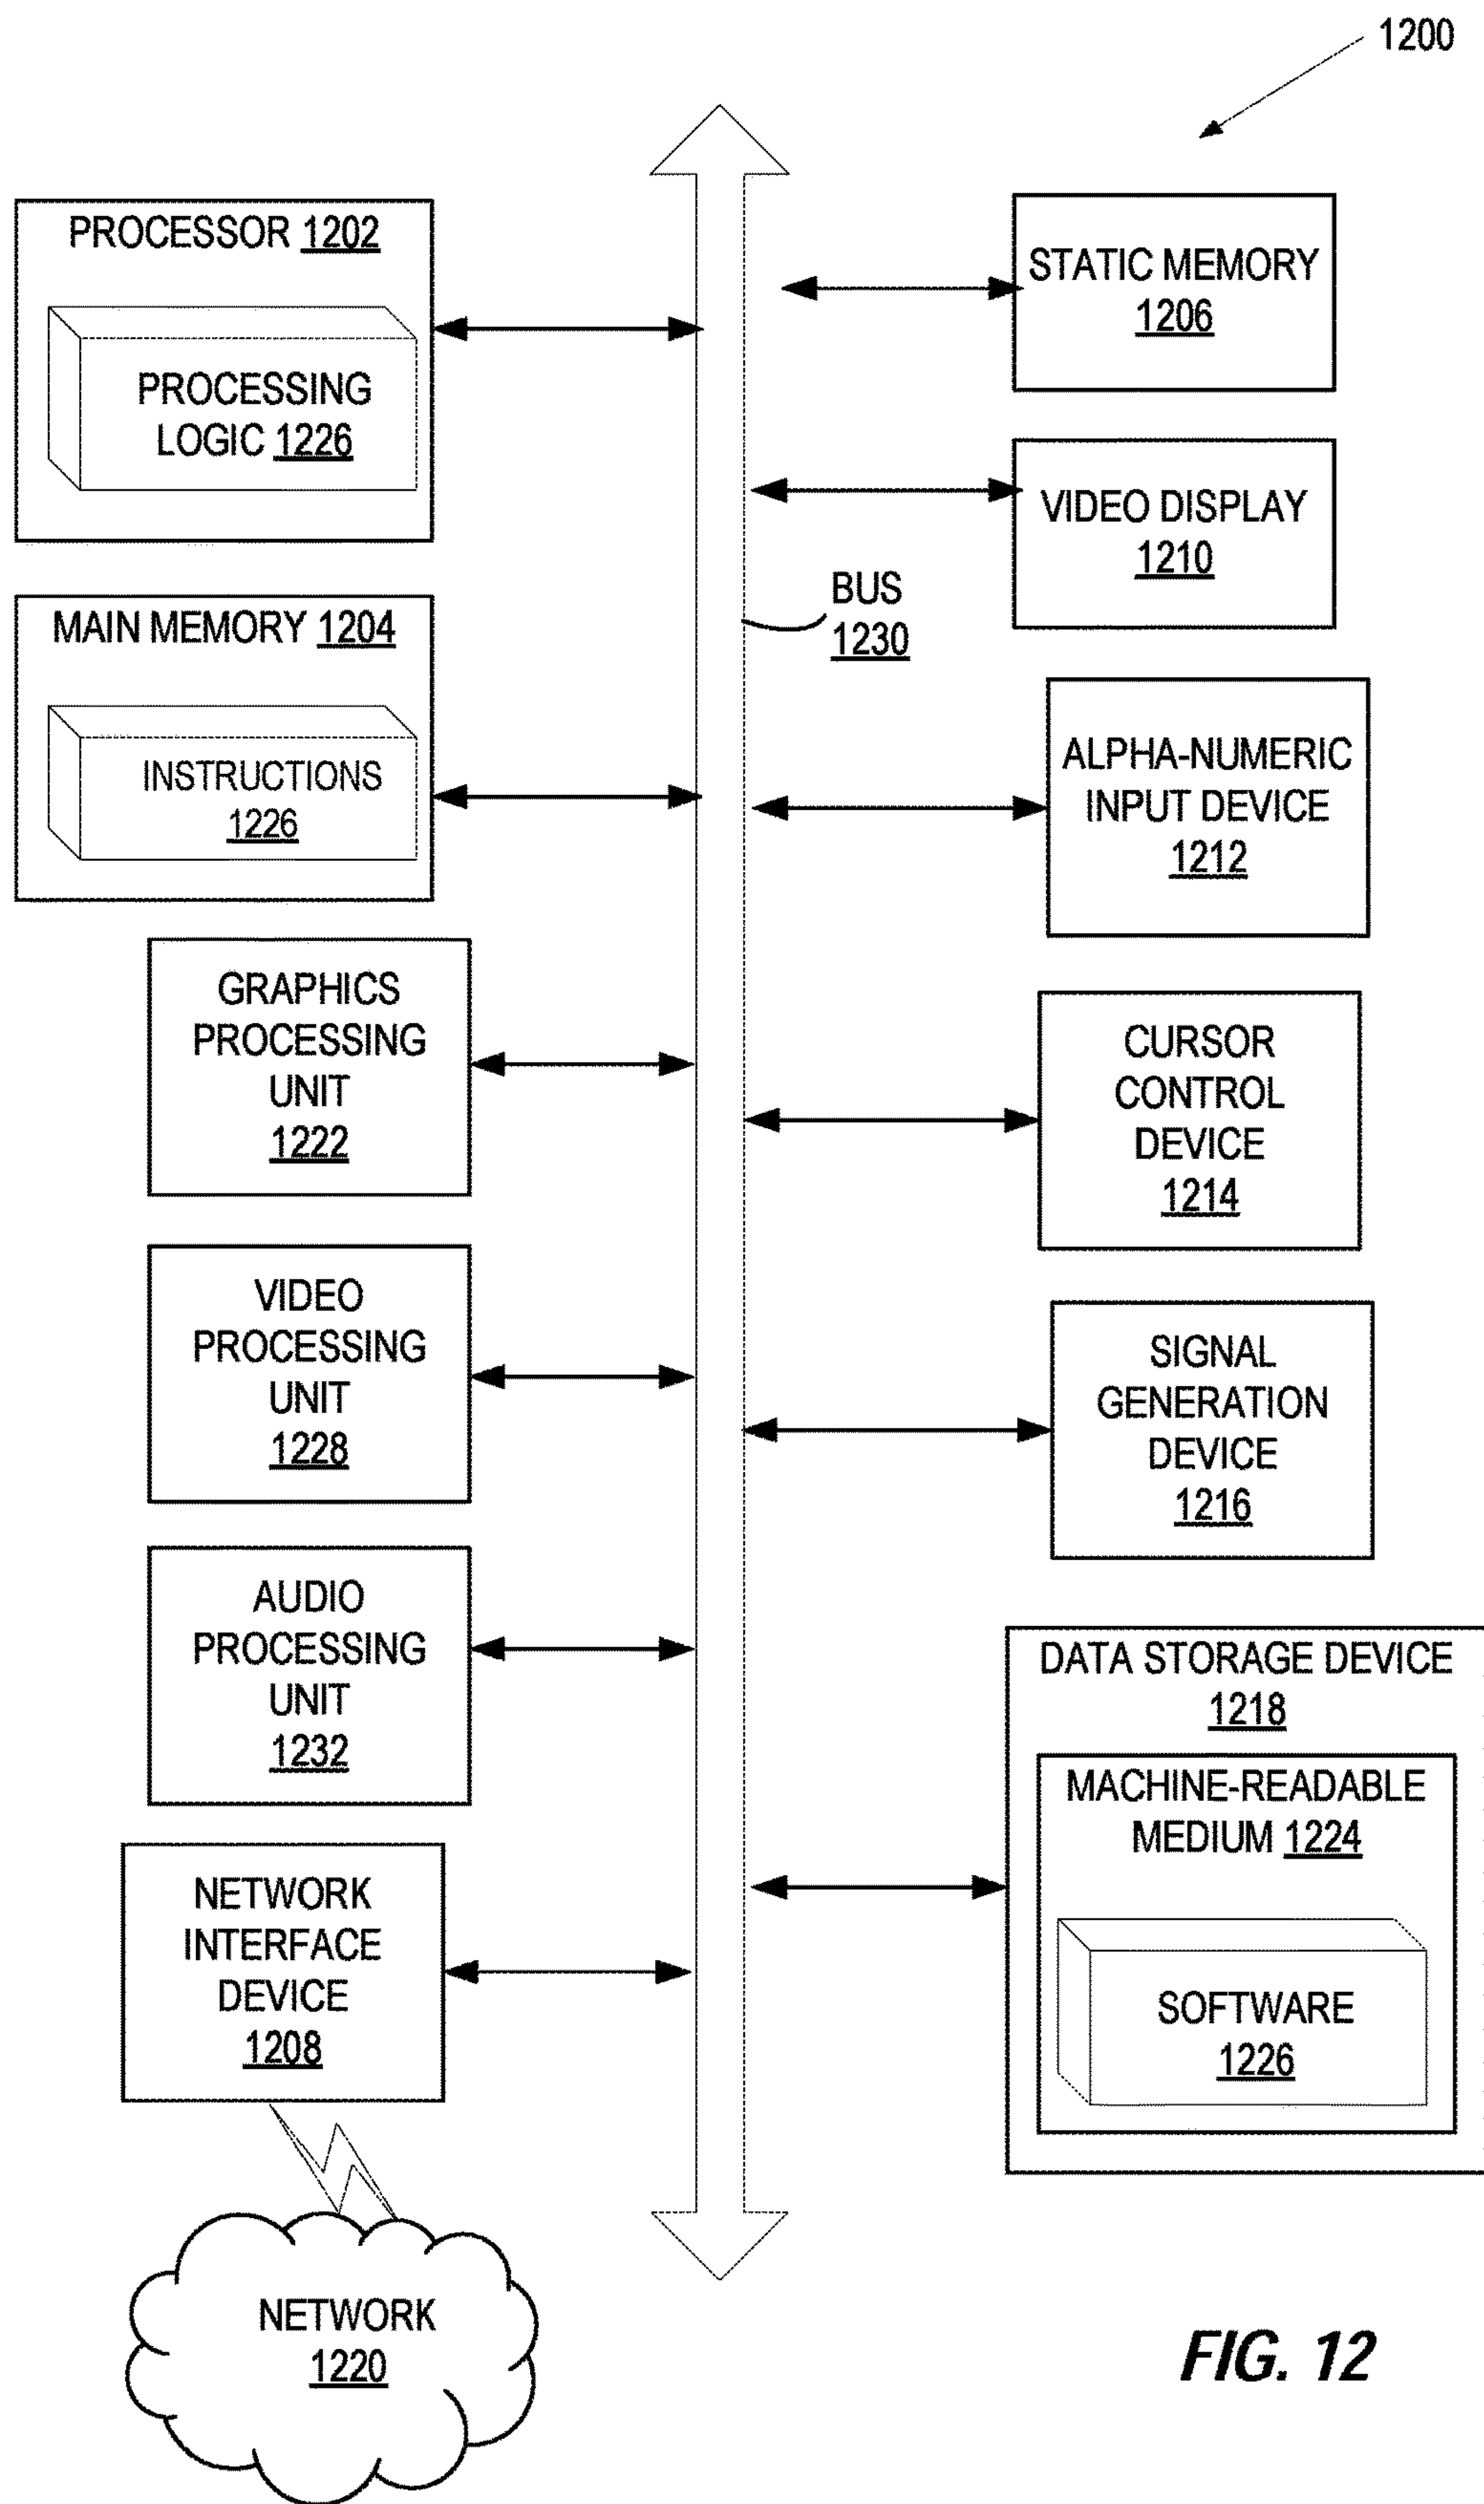 1200
PROCESSOR 1202
PROCESSING
LOGIC 1226
MAIN MEMORY 1204
INSTRUCTIONS
1226
GRAPHICS
PROCESSING
UNIT
1222
VIDEO
PROCESSING
UNIT
1228
AUDIO
PROCESSING
UNIT
1232
NETWORK
INTERFACE
DEVICE
1208
NETWORK
1220
BUS
1230
STATIC MEMORY
1206
VIDEO DISPLAY
1210
ALPHA-NUMERIC
INPUT DEVICE
1212
CURSOR
CONTROL
DEVICE
1214
SIGNAL
GENERATION
DEVICE
1216
DATA STORAGE DEVICE
1218
MACHINE-READABLE
MEDIUM 1224
SOFTWARE
1226
FIG. 12